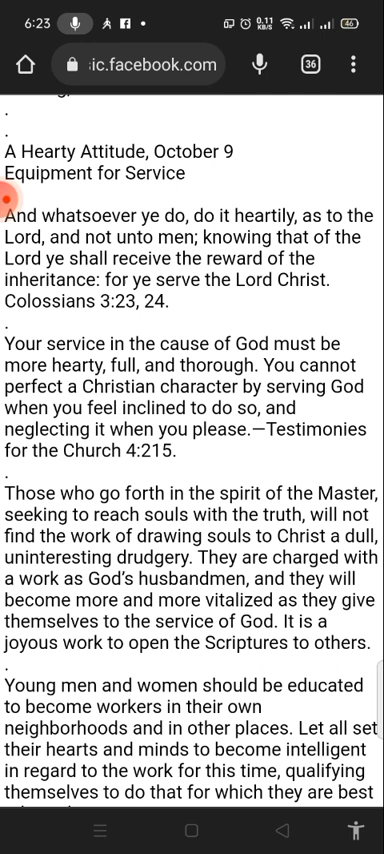 6:23
0.11
KB/S
46
sic.facebook.com
36
.
.
A Hearty Attitude, October 9
Equipment for Service
And whatsoever ye do, do it heartily, as to the
Lord, and not unto men; knowing that of the
Lord ye shall receive the reward of the
inheritance: for ye serve the Lord Christ.
Colossians 3:23, 24.
.
Your service in the cause of God must be
more hearty, full, and thorough. You cannot
perfect a Christian character by serving God
when you feel inclined to do so, and
neglecting it when you please.—Testimonies
for the Church 4:215.
.
Those who go forth in the spirit of the Master,
seeking to reach souls with the truth, will not
find the work of drawing souls to Christ a dull,
uninteresting drudgery. They are charged with
a work as God’s husbandmen, and they will
become more and more vitalized as they give
themselves to the service of God. It is a
joyous work to open the Scriptures to others.
.
Young men and women should be educated
to become workers in their own
neighborhoods and in other places. Let all set
their hearts and minds to become intelligent
in regard to the work for this time, qualifying
themselves to do that for which they are best